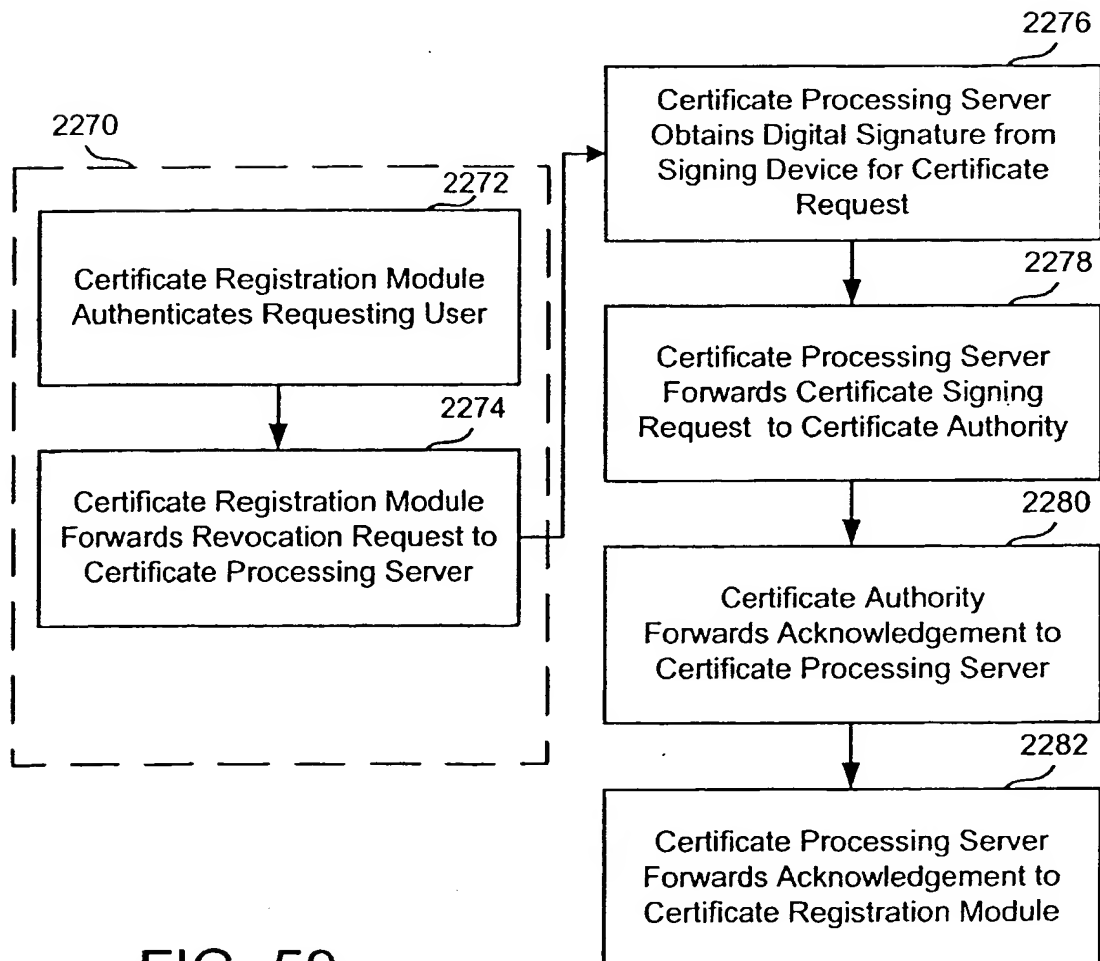 2270
2272
Certificate Registration Module
Authenticates Requesting User
2274
Certificate Registration Module
Forwards Revocation Request to
Certificate Processing Server
2276
Certificate Processing Server
Obtains Digital Signature from
Signing Device for Certificate
Request
2278
Certificate Processing Server
Forwards Certificate Signing
Request to Certificate Authority
2280
Certificate Authority
Forwards Acknowledgement to
Certificate Processing Server
2282
Certificate Processing Server
Forwards Acknowledgement to
Certificate Registration Module